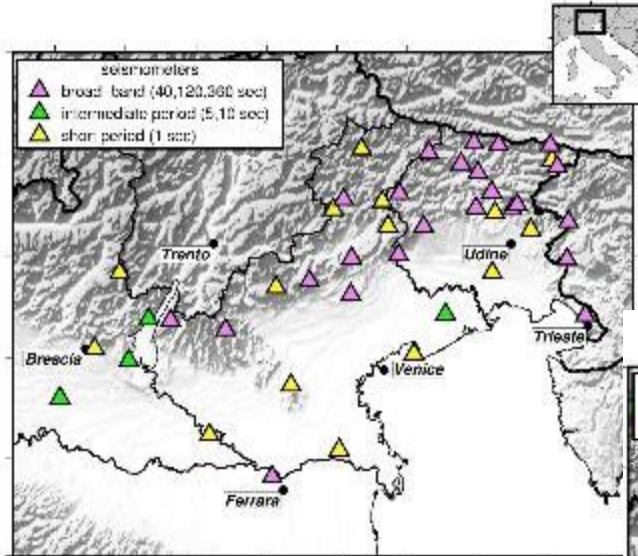 seismometers
broad band (40,120,360 sec)
intermediate period (5,10 sec)
short period (1 sec)
Trento
Udine
Trieste
Brescia
Venice
Ferrara